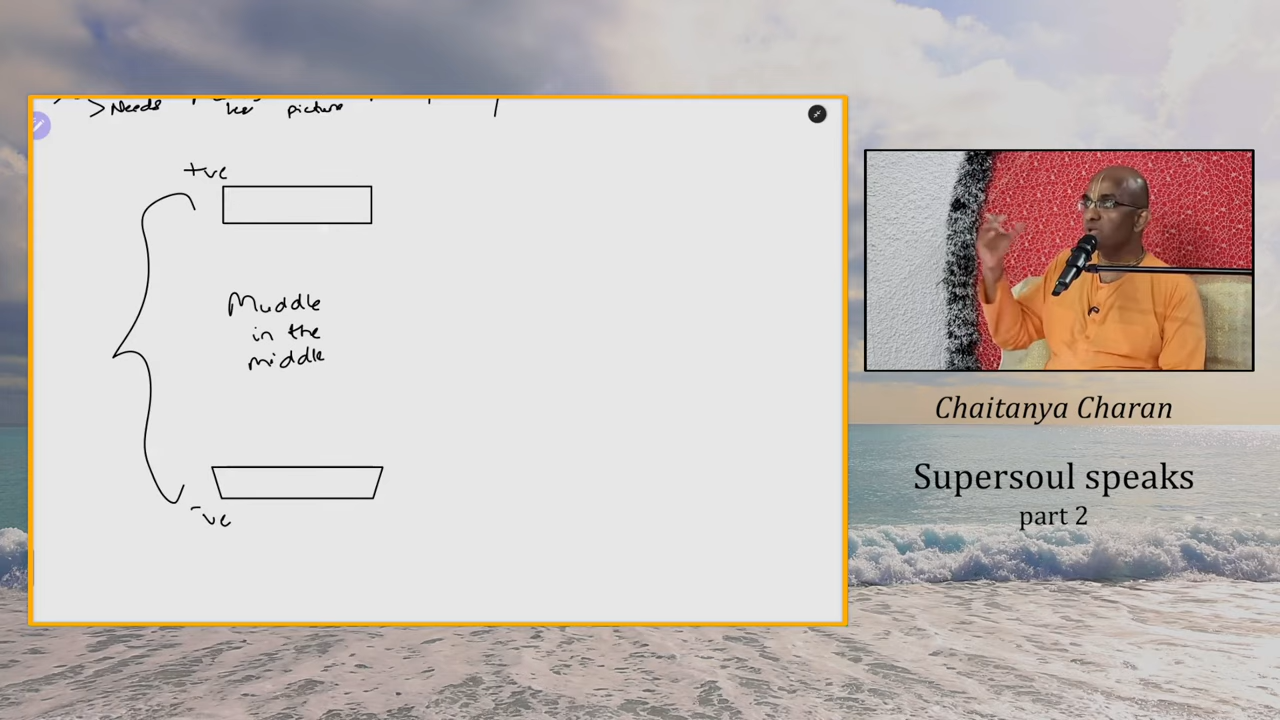 > Needs picture
+ve
Muddle
in the
middle
-ve
Chaitanya Charan
Supersoul speaks
part 2